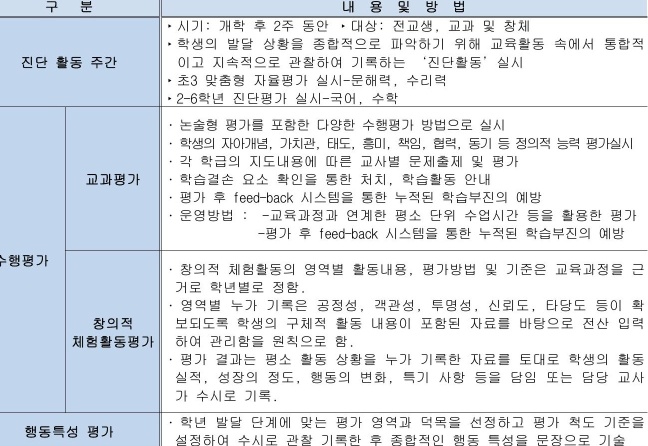 구 분
내 용 및 방 법
진단 활동 주간
‣시기: 개학 후 2주 동안 ‣대상: 전교생, 교과 및 창체
‣학생의 발달 상황을 종합적으로 파악하기 위해 교육활동 속에서 통합적
이고 지속적으로 관찰하여 기록하는 ‘진단활동’ 실시
‣초3 맞춤형 자율평가 실시-문해력, 수리력
‣2-6학년 진단평가 실시-국어, 수학
수행평가
교과평가
· 논술형 평가를 포함한 다양한 수행평가 방법으로 실시
· 학생의 자아개념, 가치관, 태도, 흥미, 책임, 협력, 동기 등 정의적 능력 평가실시
· 각 학급의 지도내용에 따른 교사별 문제출제 및 평가
· 학습결손 요소 확인을 통한 처치, 학습활동 안내
· 평가 후 feed-back 시스템을 통한 누적된 학습부진의 예방
· 운영방법 : -교육과정과 연계한 평소 단위 수업시간 등을 활용한 평가
-평가 후 feed-back 시스템을 통한 누적된 학습부진의 예방
창의적
체험활동평가
· 창의적 체험활동의 영역별 활동내용, 평가방법 및 기준은 교육과정을 근
거로 학년별로 정함.
· 영역별 누가 기록은 공정성, 객관성, 투명성, 신뢰도, 타당도 등이 확
보되도록 학생의 구체적 활동 내용이 포함된 자료를 바탕으로 전산 입력
하여 관리함을 원칙으로 함.
· 평가 결과는 평소 활동 상황을 누가 기록한 자료를 토대로 학생의 활동
실적, 성장의 정도, 행동의 변화, 특기 사항 등을 담임 또는 담당 교사
가 수시로 기록.
행동특성 평가
· 학년 발달 단계에 맞는 평가 영역과 덕목을 선정하고 평가 척도 기준을
설정하여 수시로 관찰 기록한 후 종합적인 행동 특성을 문장으로 기술